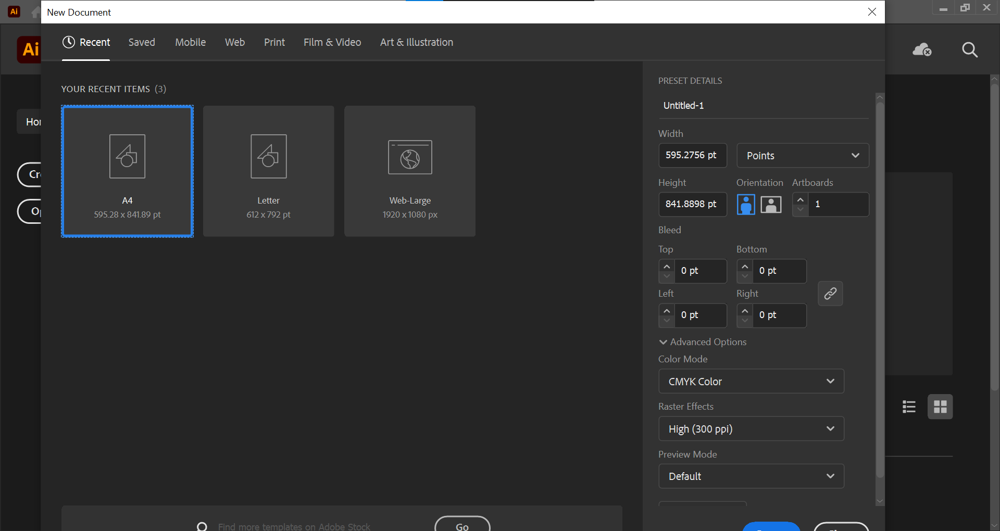 Ai
New Document
Ai
Recent
Saved
Mobile
Web
Print
Film & Video
Art & Illustration
YOUR RECENT ITEMS (3)
A4
595.28 x 841.89 pt
Letter
612 x 792 pt
Web-Large
1920 x 1080 px
PRESET DETAILS
Untitled-1
Width
595.2756 pt
Points
Height
Orientation
Artboards
841.8898 pt
1
Bleed
Top
Bottom
0 pt
0 pt
Left
Right
0 pt
0 pt
Advanced Options
Color Mode
CMYK Color
Raster Effects
High (300 ppi)
Preview Mode
Default
Find more templates on Adobe Stock
Go